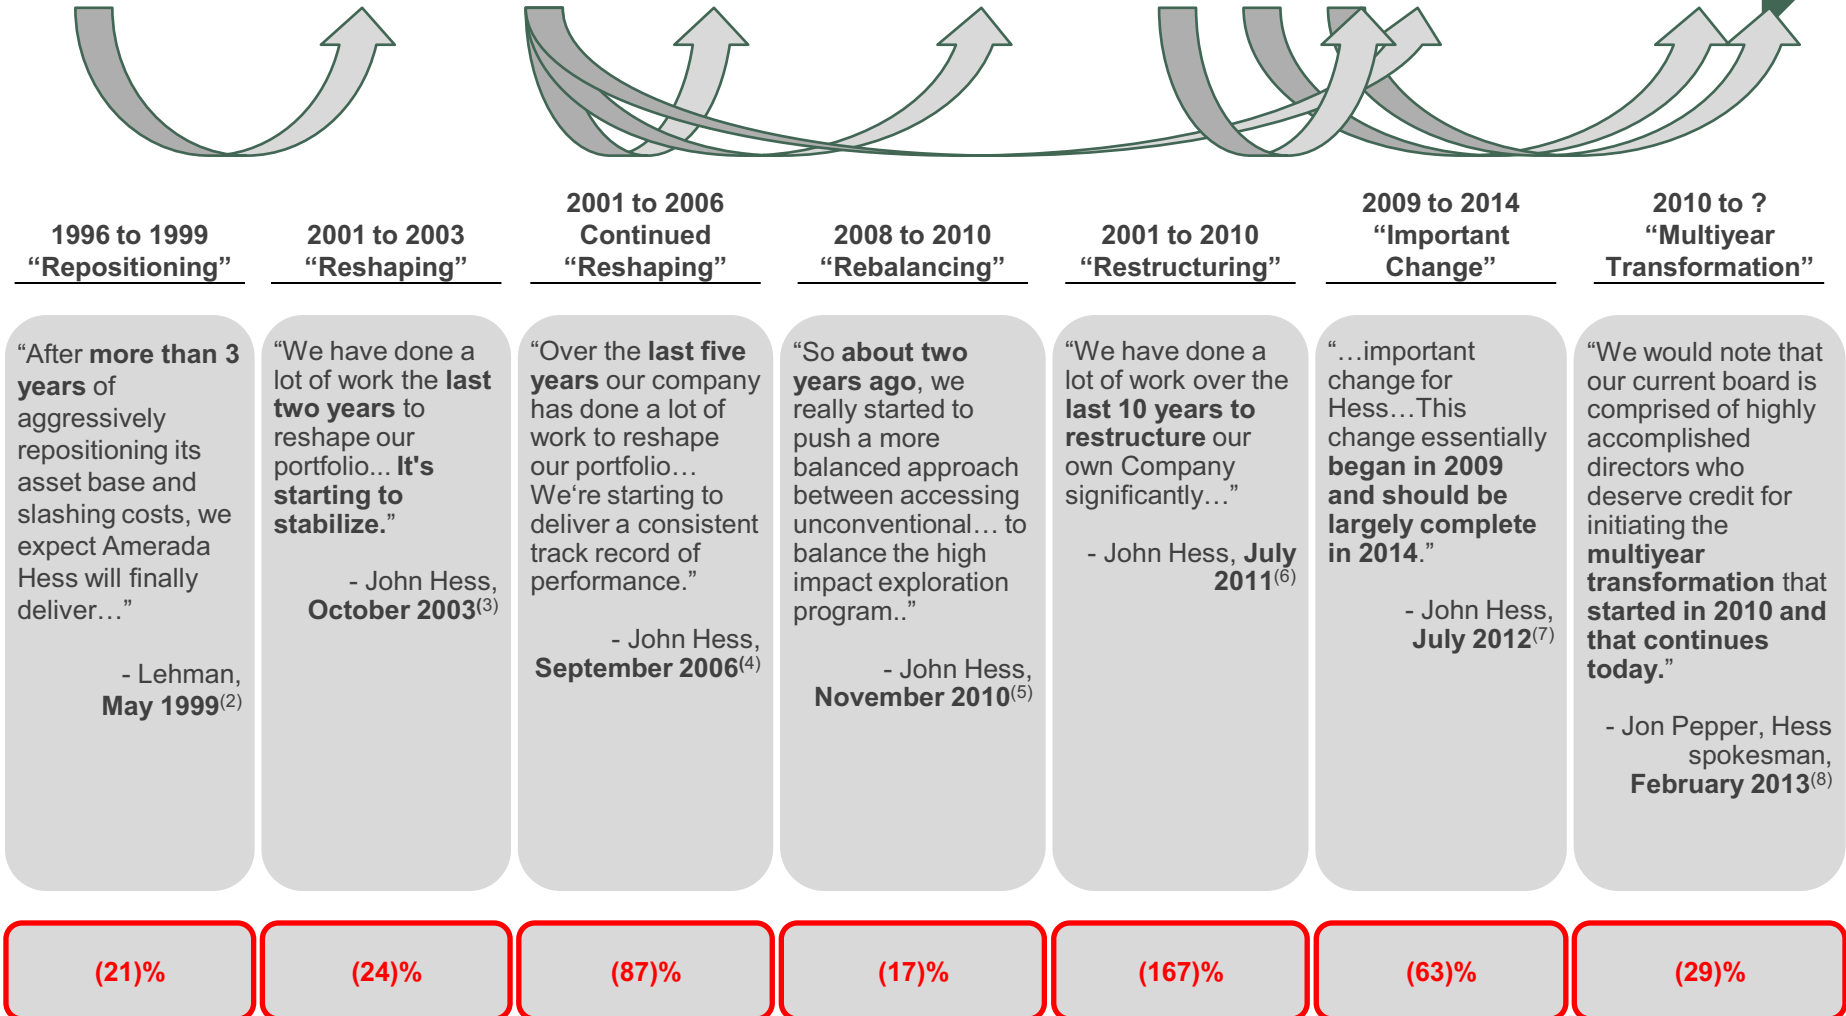 1996 to 1999
“Repositioning”
2001 to 2003
“Reshaping”
2001 to 2006
Continued
“Reshaping”
2008 to 2010
“Rebalancing”
2001 to 2010
“Restructuring”
2009 to 2014
“Important
Change”
2010 to ?
“Multiyear
Transformation”
“After more than 3
years of
aggressively
repositioning its
asset base and
slashing costs, we
expect Amerada
Hess will finally
deliver…”
- Lehman,
May 1999(2)
“We have done a
lot of work the last
two years to
reshape our
portfolio... It's
starting to
stabilize.”
- John Hess,
October 2003(3)
“Over the last five
years our company
has done a lot of
work to reshape
our portfolio…
We‘re starting to
deliver a consistent
track record of
performance.”
- John Hess,
September 2006(4)
“So about two
years ago, we
really started to
push a more
balanced approach
between accessing
unconventional… to
balance the high
impact exploration
program..”
- John Hess,
November 2010(5)
“We have done a
lot of work over the
last 10 years to
restructure our
own Company
significantly…”
- John Hess, July
2011(6)
“…important
change for
Hess…This
change essentially
began in 2009
and should be
largely complete
in 2014.”
- John Hess,
July 2012(7)
“We would note that
our current board is
comprised of highly
accomplished
directors who
deserve credit for
initiating the
multiyear
transformation that
started in 2010 and
that continues
today.”
- Jon Pepper, Hess
spokesman,
February 2013(8)
(21)%
(24)%
(87)%
(17)%
(167)%
(63)%
(29)%